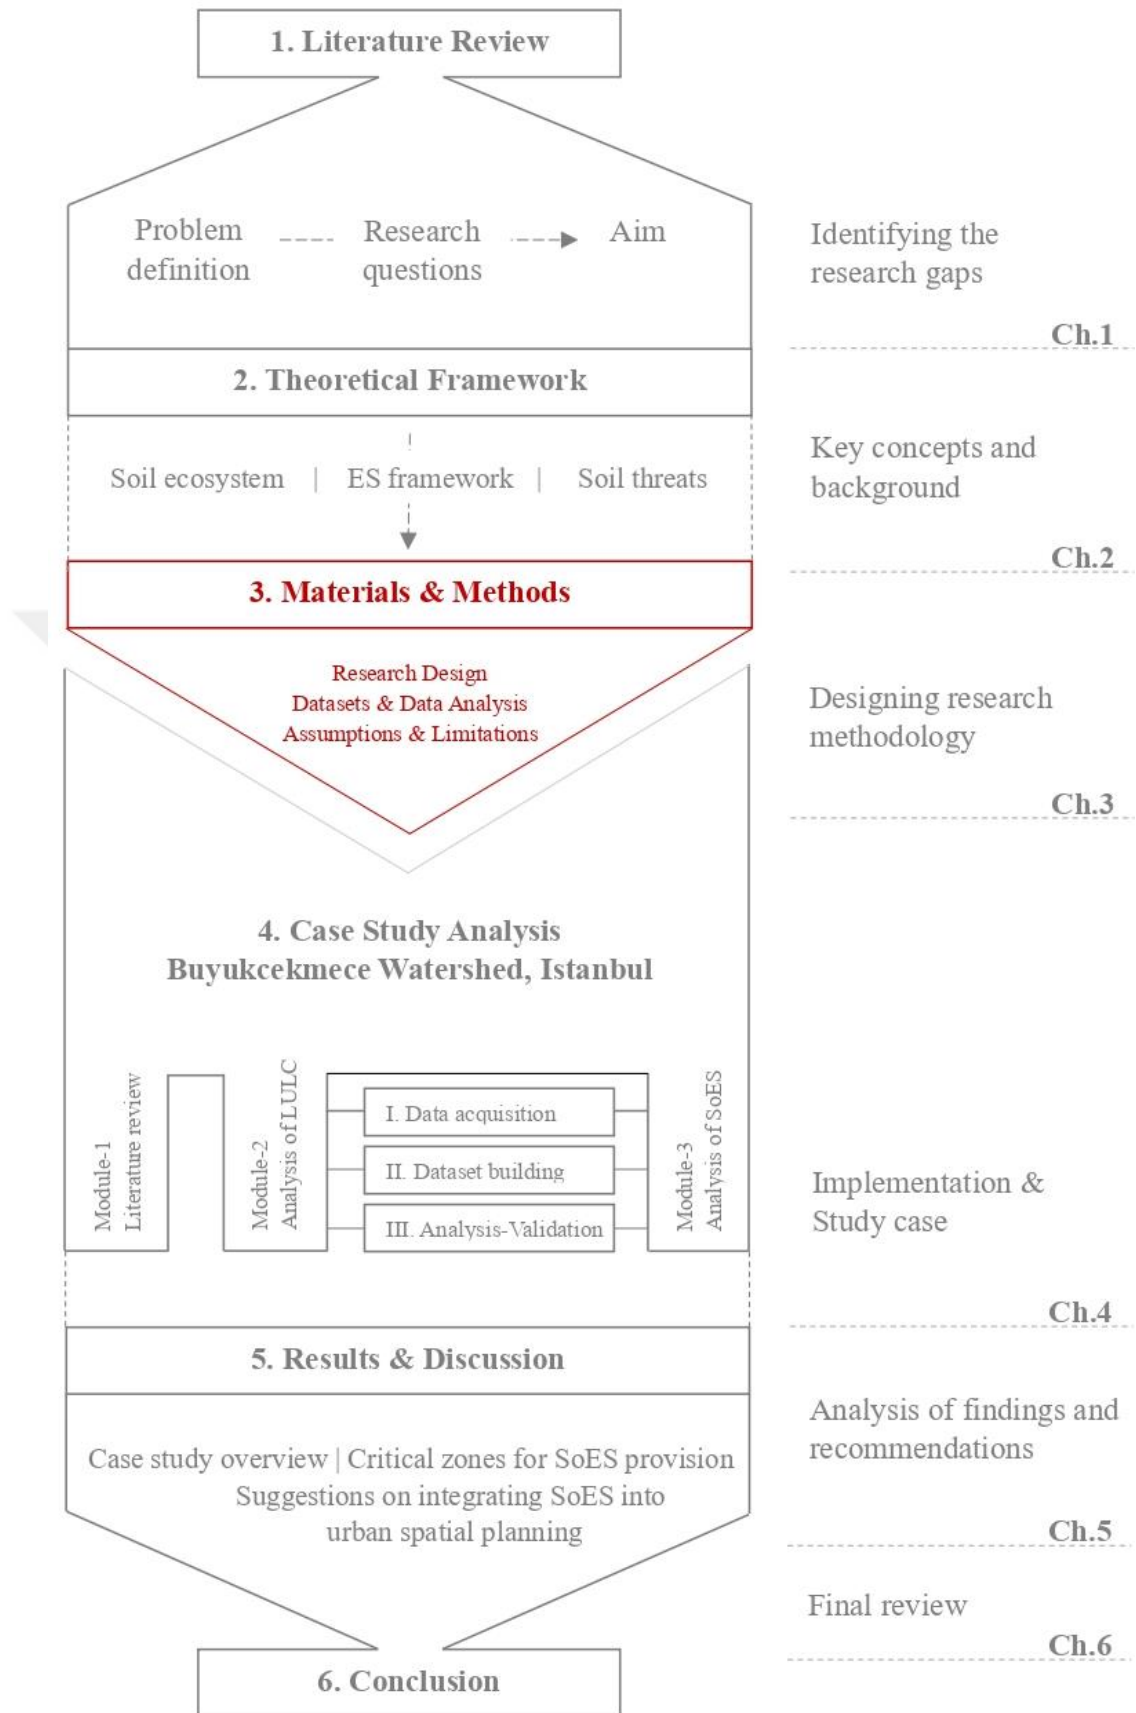 1. Literature Review
Problem
definition
Research
questions
Aim
Identifying the
research gaps
Ch.1
2. Theoretical Framework
Soil ecosystem | ES framework | Soil threats
Key concepts and
background
Ch.2
3. Materials & Methods
Research Design
Datasets & Data Analysis
Assumptions & Limitations
Designing research
methodology
Ch.3
4. Case Study Analysis
Buyukcekmece Watershed, Istanbul
Module-1
Literature review
Module-2
Analysis of LULC
I. Data acquisition
II. Dataset building
III. Analysis-Validation
Module-3
Analysis of SoES
Implementation &
Study case
Ch.4
5. Results & Discussion
Case study overview | Critical zones for SoES provision
Suggestions on integrating SoES into
urban spatial planning
Analysis of findings and
recommendations
Ch.5
Final review
Ch.6
6. Conclusion